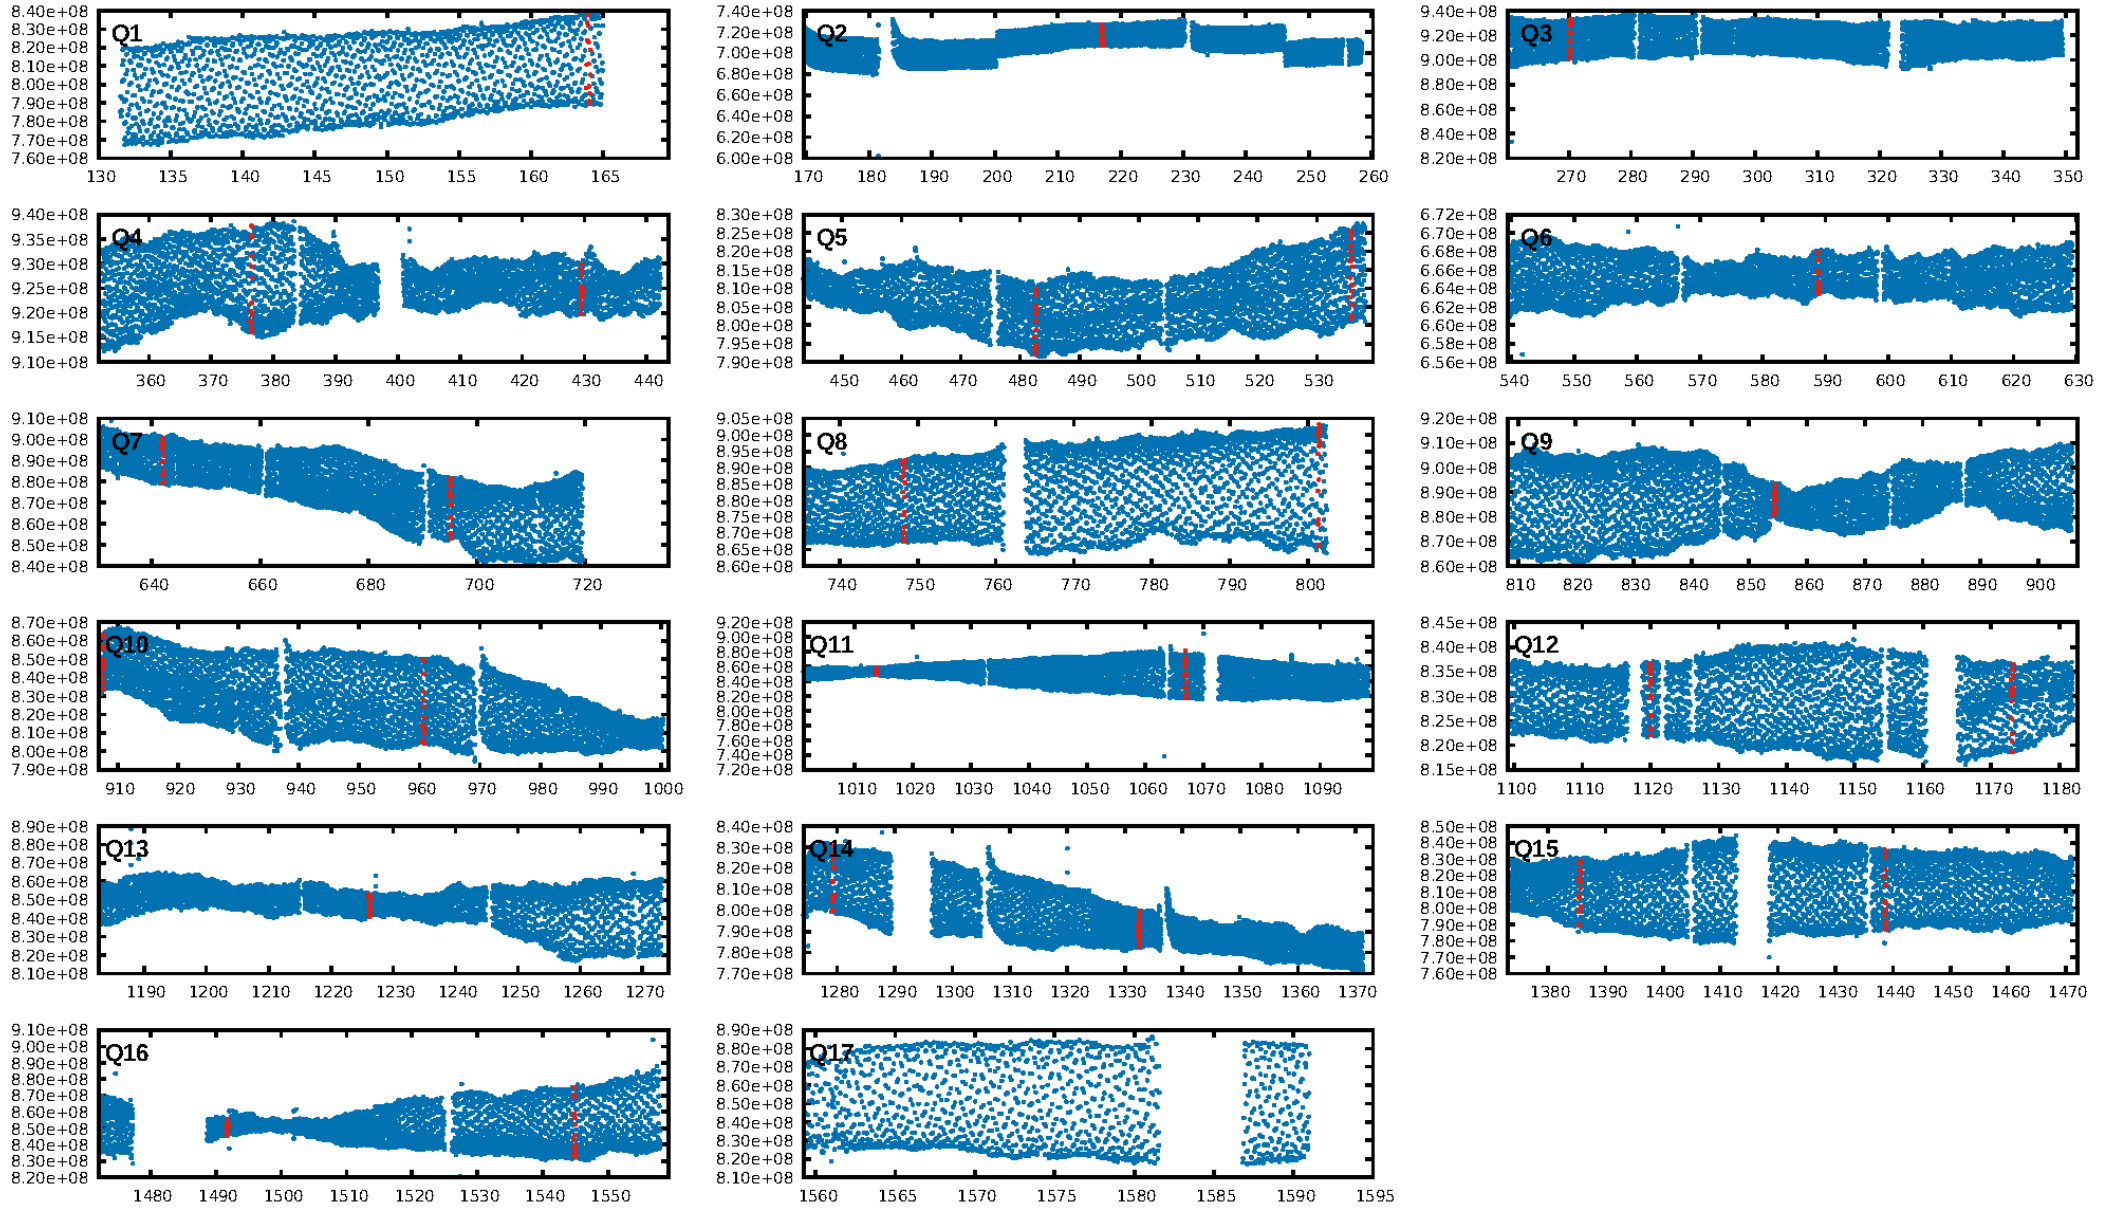 8.40e+08
8.30e+08
8.20e+08
8.10e+08
8.00e+08
7.90e+08
7.80e+08
7.70e+08
7.60e+08
Q1
130 135 140 145 150 155 160 165
7.40e+08
7.20e+08
7.00e+08
6.80e+08
6.60e+08
6.40e+08
6.20e+08
6.00e+08
Q2
170 180 190 200 210 220 230 240 250 260
9.40e+08
9.20e+08
9.00e+08
8.80e+08
8.60e+08
8.40e+08
8.20e+08
Q3
270 280 290 300 310 320 330 340 350
9.40e+08
9.35e+08
9.30e+08
9.25e+08
9.20e+08
9.15e+08
9.10e+08
Q4
360 370 380 390 400 410 420 430 440
8.30e+08
8.25e+08
8.20e+08
8.15e+08
8.10e+08
8.05e+08
8.00e+08
7.95e+08
7.90e+08
Q5
450 460 470 480 490 500 510 520 530
6.72e+08
6.70e+08
6.68e+08
6.66e+08
6.64e+08
6.62e+08
6.60e+08
6.58e+08
6.56e+08
Q6
540 550 560 570 580 590 600 610 620 630
9.10e+08
9.00e+08
8.90e+08
8.80e+08
8.70e+08
8.60e+08
8.50e+08
8.40e+08
Q7
640 660 680 700 720
9.05e+08
9.00e+08
8.95e+08
8.90e+08
8.85e+08
8.80e+08
8.75e+08
8.70e+08
8.65e+08
8.60e+08
Q8
740 750 760 770 780 790 800
9.20e+08
9.10e+08
9.00e+08
8.90e+08
8.80e+08
8.70e+08
8.60e+08
Q9
810 820 830 840 850 860 870 880 890 900
8.70e+08
8.60e+08
8.50e+08
8.40e+08
8.30e+08
8.20e+08
8.10e+08
8.00e+08
7.90e+08
Q10
910 920 930 940 950 960 970 980 990 1000
9.20e+08
9.00e+08
8.80e+08
8.60e+08
8.40e+08
8.20e+08
8.00e+08
7.80e+08
7.60e+08
7.40e+08
7.20e+08
Q11
1010 1020 1030 1040 1050 1060 1070 1080 1090
8.45e+08
8.40e+08
8.35e+08
8.30e+08
8.25e+08
8.20e+08
8.15e+08
Q12
1100 1110 1120 1130 1140 1150 1160 1170 1180
8.90e+08
8.80e+08
8.70e+08
8.60e+08
8.50e+08
8.40e+08
8.30e+08
8.20e+08
8.10e+08
Q13
1190 1200 1210 1220 1230 1240 1250 1260 1270
8.40e+08
8.30e+08
8.20e+08
8.10e+08
8.00e+08
7.90e+08
7.80e+08
7.70e+08
Q14
1280 1290 1300 1310 1320 1330 1340 1350 1360 1370
8.50e+08
8.40e+08
8.30e+08
8.20e+08
8.10e+08
8.00e+08
7.90e+08
7.80e+08
7.70e+08
7.60e+08
Q15
1380 1390 1400 1410 1420 1430 1440 1450 1460 1470
9.10e+08
9.00e+08
8.90e+08
8.80e+08
8.70e+08
8.60e+08
8.50e+08
8.40e+08
8.30e+08
8.20e+08
Q16
1480 1490 1500 1510 1520 1530 1540 1550
8.90e+08
8.80e+08
8.70e+08
8.60e+08
8.50e+08
8.40e+08
8.30e+08
8.20e+08
8.10e+08
Q17
1560 1565 1570 1575 1580 1585 1590 1595